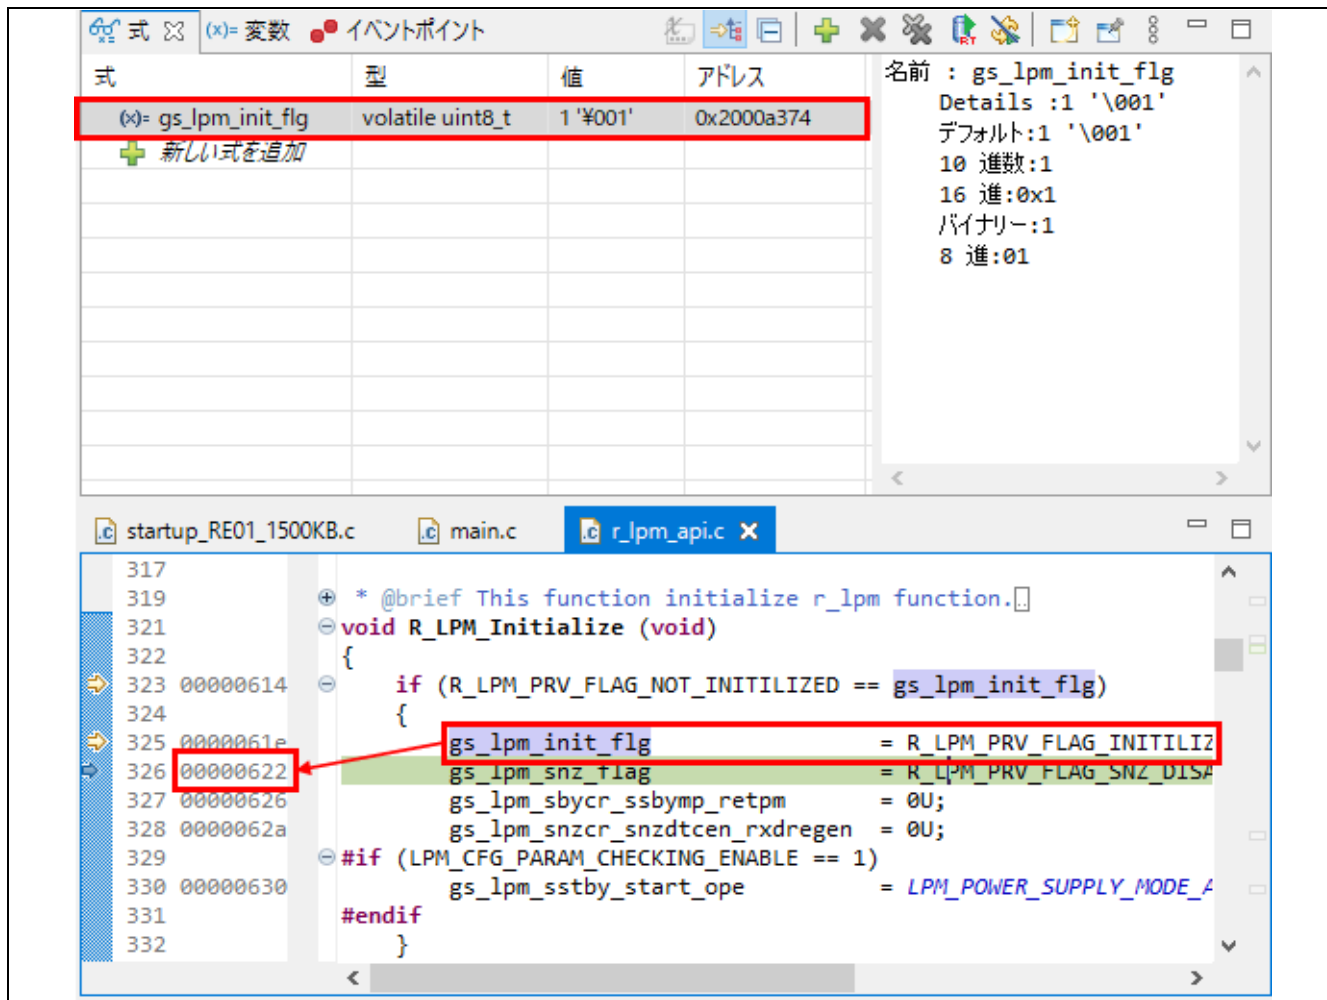 式 (x)= 変数 イベントポイント
式 型 値 アドレス
(x)= gs_lpm_init_flg volatile uint8_t 1 '¥001' 0x2000a374
新しい式を追加
名前 : gs_lpm_init_flg
Details :1 '\001'
デフォルト:1 '\001'
10 進数:1
16 進:0x1
バイナリー:1
8 進:01
startup_RE01_1500KB.c main.c r_lpm_api.c
317
319 * @brief This function initialize r_lpm function.
321 void R_LPM_Initialize (void)
322 {
323 00000614 if (R_LPM_PRV_FLAG_NOT_INITILIZED == gs_lpm_init_flg)
324 {
325 0000061e gs_lpm_init_flg = R_LPM_PRV_FLAG_INITILIZ
326 00000622 gs_lpm_snz_flag = R_LPM_PRV_FLAG_SNZ_DISA
327 00000626 gs_lpm_sbycr_ssbymp_retpm = 0U;
328 0000062a gs_lpm_snzcr_snzdtcen_rxdregen = 0U;
329 #if (LPM_CFG_PARAM_CHECKING_ENABLE == 1)
330 00000630 gs_lpm_sstby_start_ope = LPM_POWER_SUPPLY_MODE_A
331 #endif
332 }